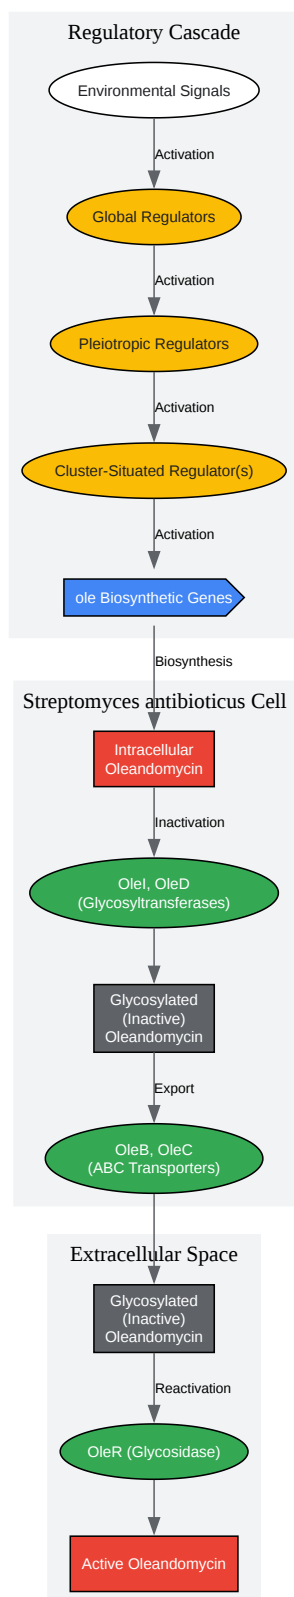 Regulatory Cascade
Environmental Signals
Activation
Global Regulators
Activation
Pleiotropic Regulators
Activation
Cluster-Situated Regulator(s)
Activation
ole Biosynthetic Genes
Biosynthesis
Streptomyces antibioticus Cell
Intracellular
Oleandomycin
Inactivation
OleI, OleD
(Glycosyltransferases)
Glycosylated
(Inactive)
Oleandomycin
Export
OleB, OleC
(ABC Transporters)
Extracellular Space
Glycosylated
(Inactive)
Oleandomycin
Reactivation
OleR (Glycosidase)
Active Oleandomycin